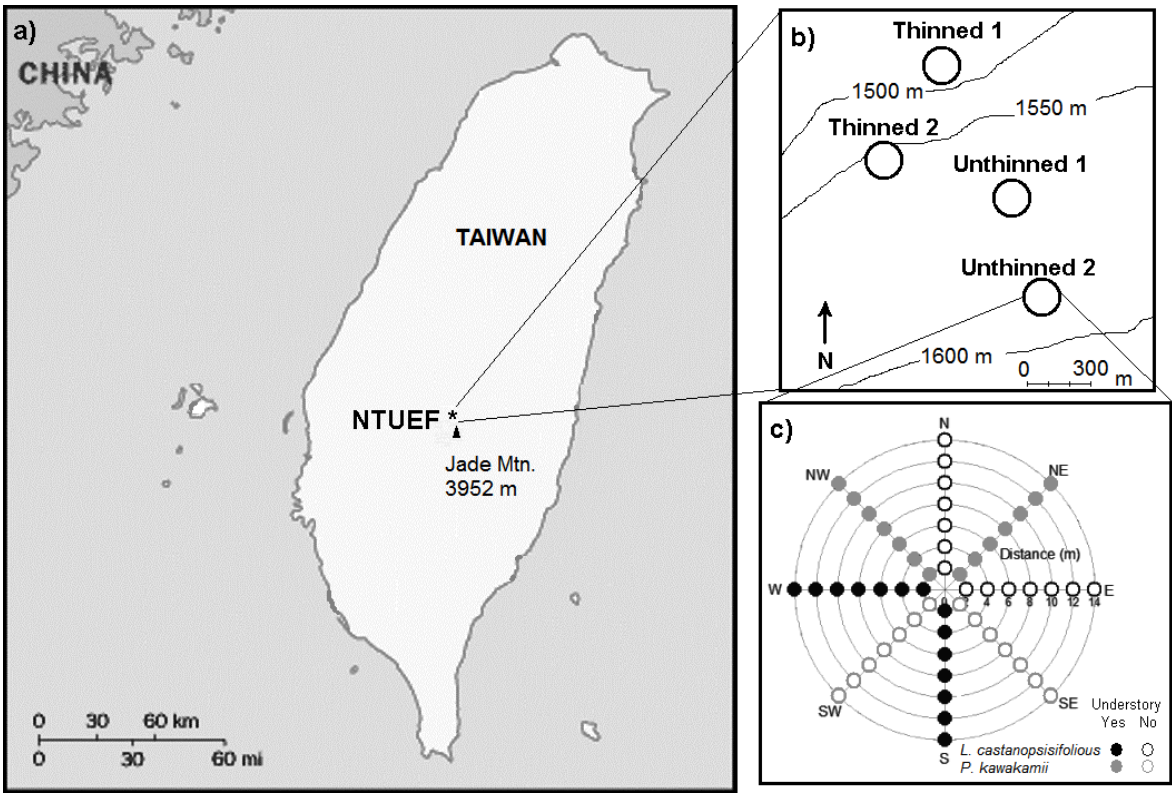 a)
CHINA
TAIWAN
NTUEF *
Jade Mtn.
3952 m
0 30 60 km
0 30 60 mi
b)
Thinned 1
1500 m
1550 m
Thinned 2
Unthinned 1
Unthinned 2
N
1600 m
0 300
m
c)
N
NW
NE
Distance (m)
W
E
0 2 4 6 8 10 12 14
SW
SE
S
Understory
Yes No
L. castanopsisifolious
P. kawakamii